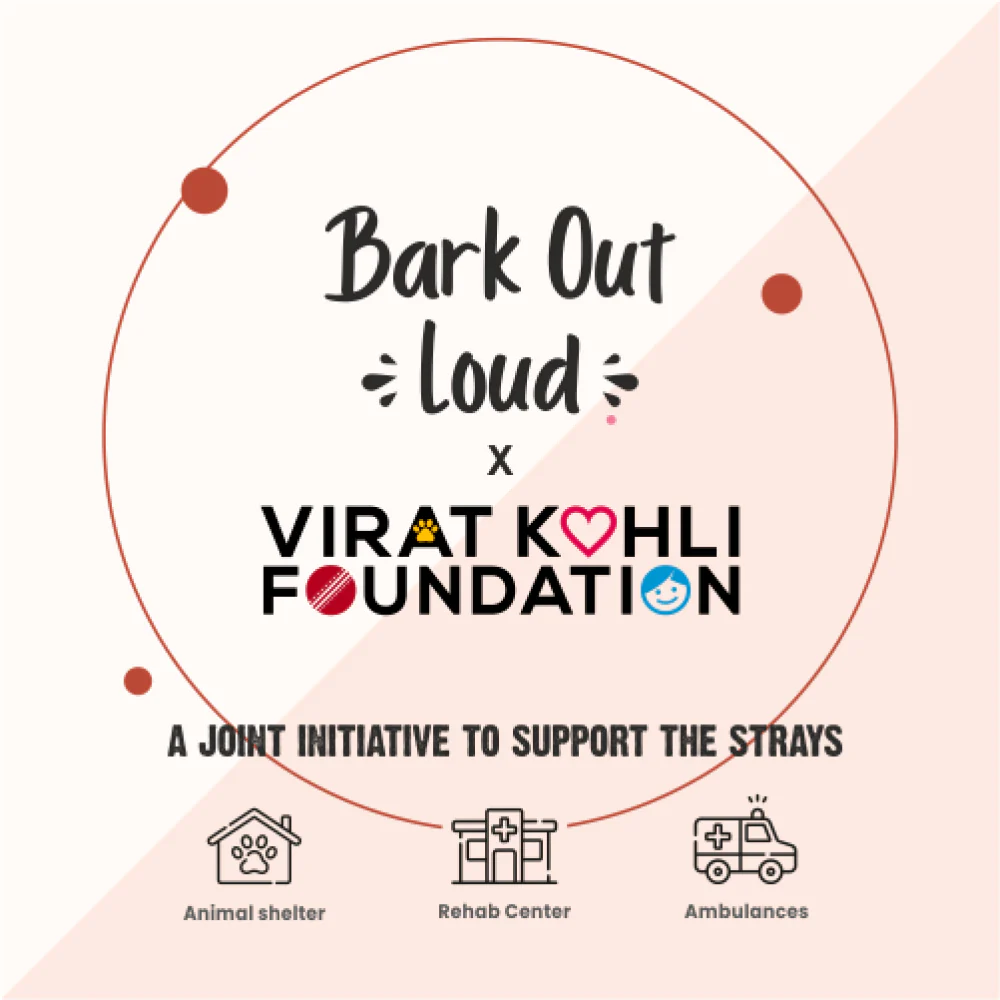 Bark Out
Loud
X
VIRAT KOHLI
FOUNDATION
A JOINT INITIATIVE TO SUPPORT THE STRAYS
Animal shelter
Rehab Center
Ambulances